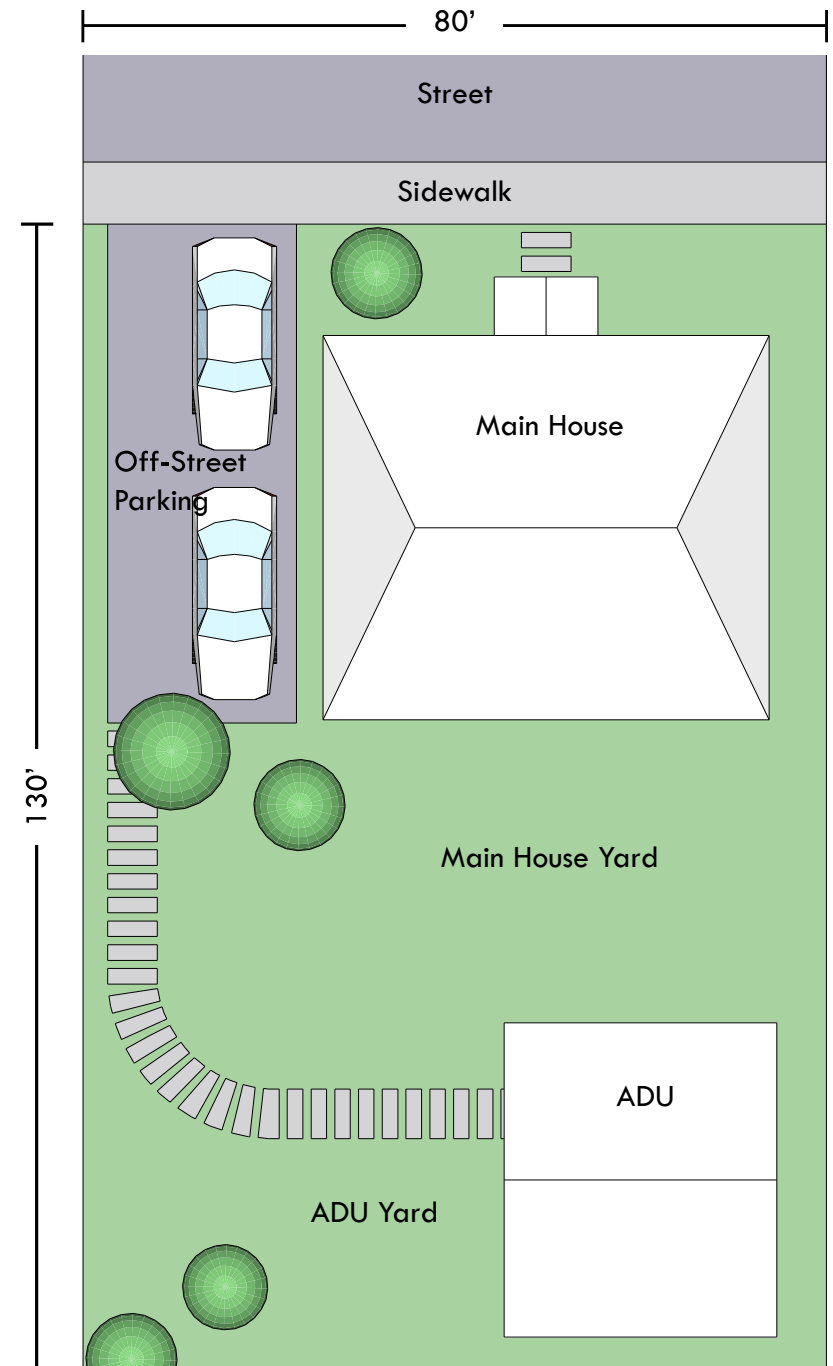 80’
Street
Sidewalk
Main House
Off-Street
Parking
130’
Main House Yard
ADU
ADU Yard